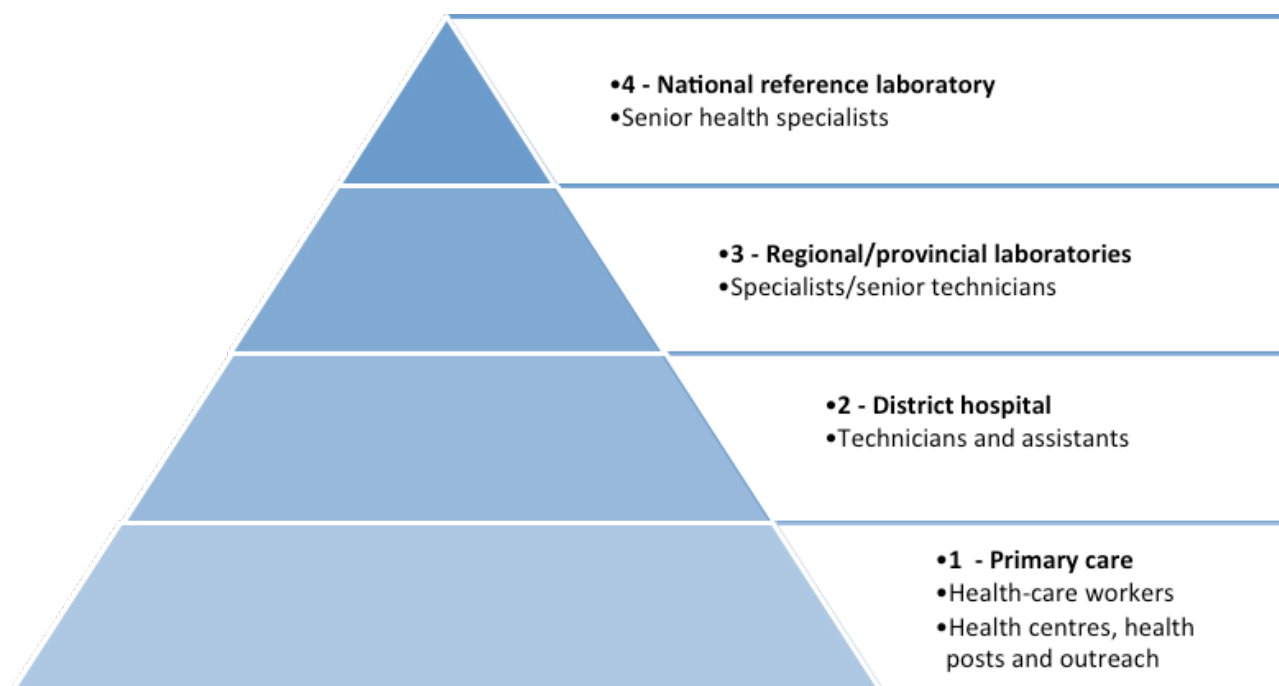 •4 - National reference laboratory
•Senior health specialists
•3 - Regional/provincial laboratories
•Specialists/senior technicians
•2 - District hospital
•Technicians and assistants
•1  - Primary care
•Health-care workers
•Health centres, health
posts and outreach